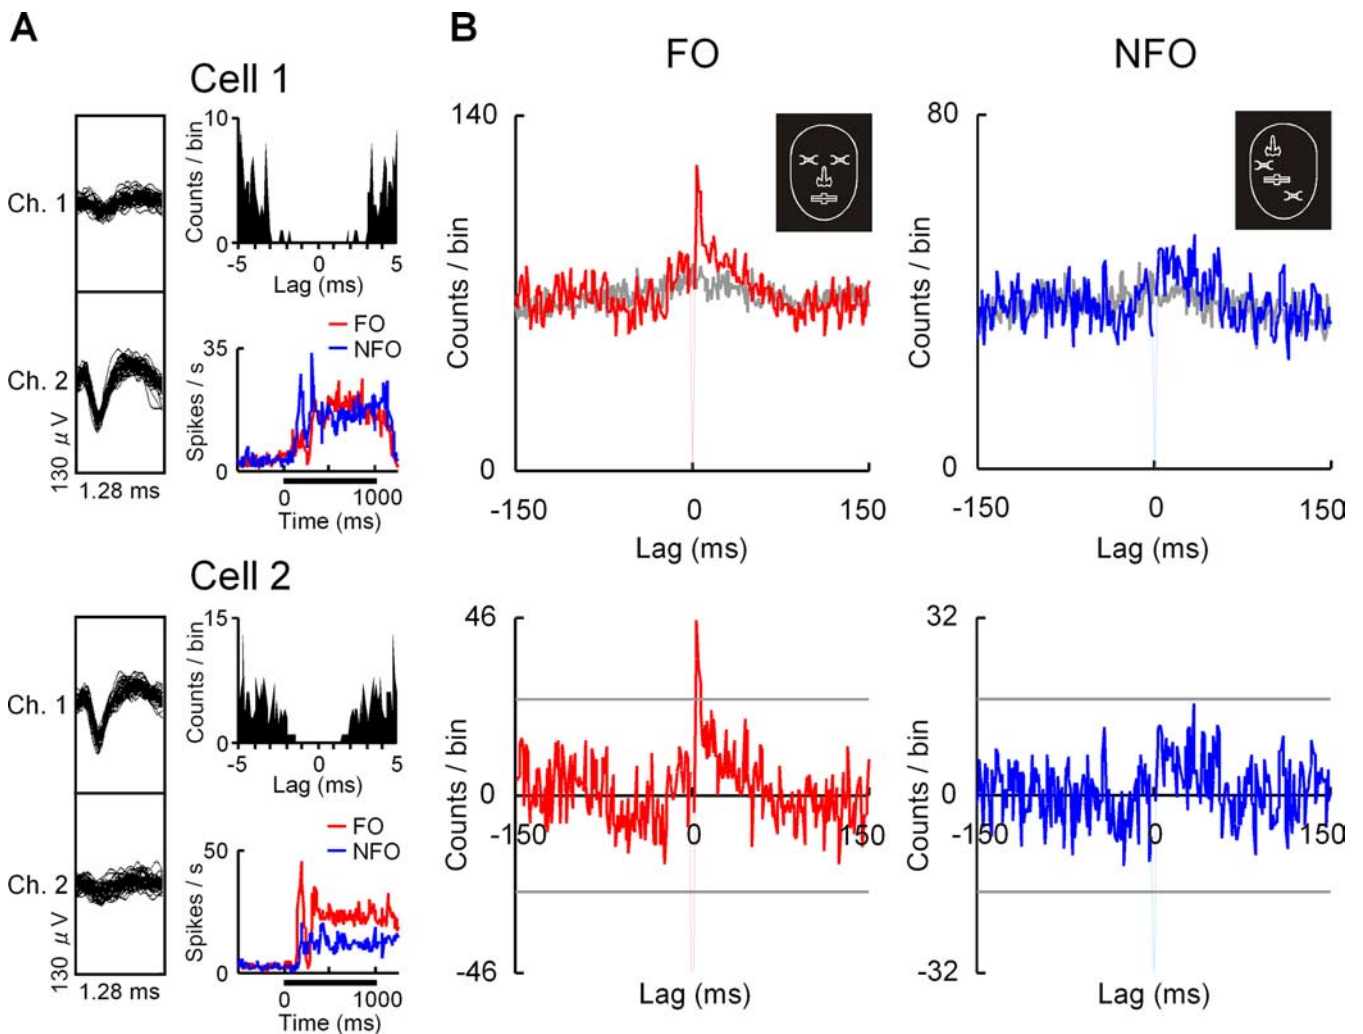 A
Cell 1
Ch. 1
Ch. 2
130 μV
1.28 ms
10
Counts / bin
0
-5 0 5
Lag (ms)
FO
NFO
35
Spikes / s
0
0 1000
Time (ms)
Cell 2
Ch. 1
Ch. 2
130 μV
1.28 ms
15
Counts / bin
0
-5 0 5
Lag (ms)
FO
NFO
50
Spikes / s
0
0 1000
Time (ms)
B
FO
140
Counts / bin
0
-150 0 150
Lag (ms)
NFO
80
Counts / bin
0
-150 0 150
Lag (ms)
46
Counts / bin
0
-150 0 150
-46
Lag (ms)
32
Counts / bin
0
-150 0 150
-32
Lag (ms)